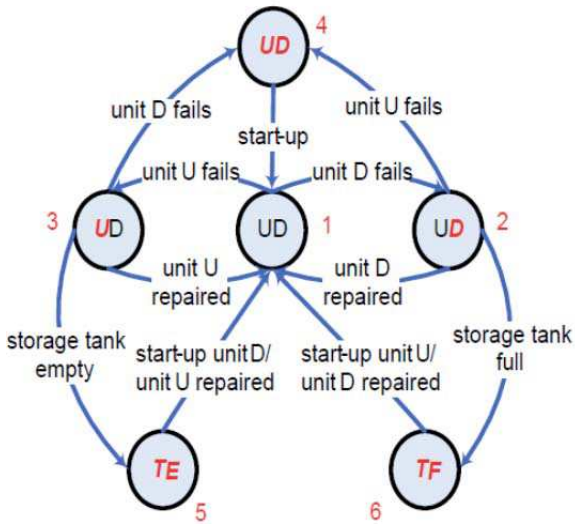 4
UD
unit D fails
unit U fails
start-up
unit U fails
unit D fails
3
UD
UD
1
UD
2
unit U
repaired
unit D
repaired
storage tank
empty
start-up unit D/
unit U repaired
start-up unit U/
unit D repaired
storage tank
full
TE
TF
5
6